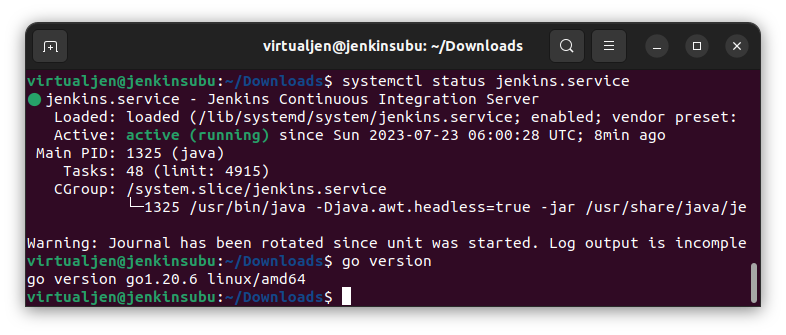 virtualjen@jenkinsubu: ~/Downloads
virtualjen@jenkinsubu:~/Downloads$ systemctl status jenkins.service
● jenkins.service - Jenkins Continuous Integration Server
Loaded: loaded (/lib/systemd/system/jenkins.service; enabled; vendor preset:
Active: active (running) since Sun 2023-07-23 06:00:28 UTC; 8min ago
Main PID: 1325 (java)
Tasks: 48 (limit: 4915)
CGroup: /system.slice/jenkins.service
└─1325 /usr/bin/java -Djava.awt.headless=true -jar /usr/share/java/je
Warning: Journal has been rotated since unit was started. Log output is incomple
virtualjen@jenkinsubu:~/Downloads$ go version
go version go1.20.6 linux/amd64
virtualjen@jenkinsubu:~/Downloads$